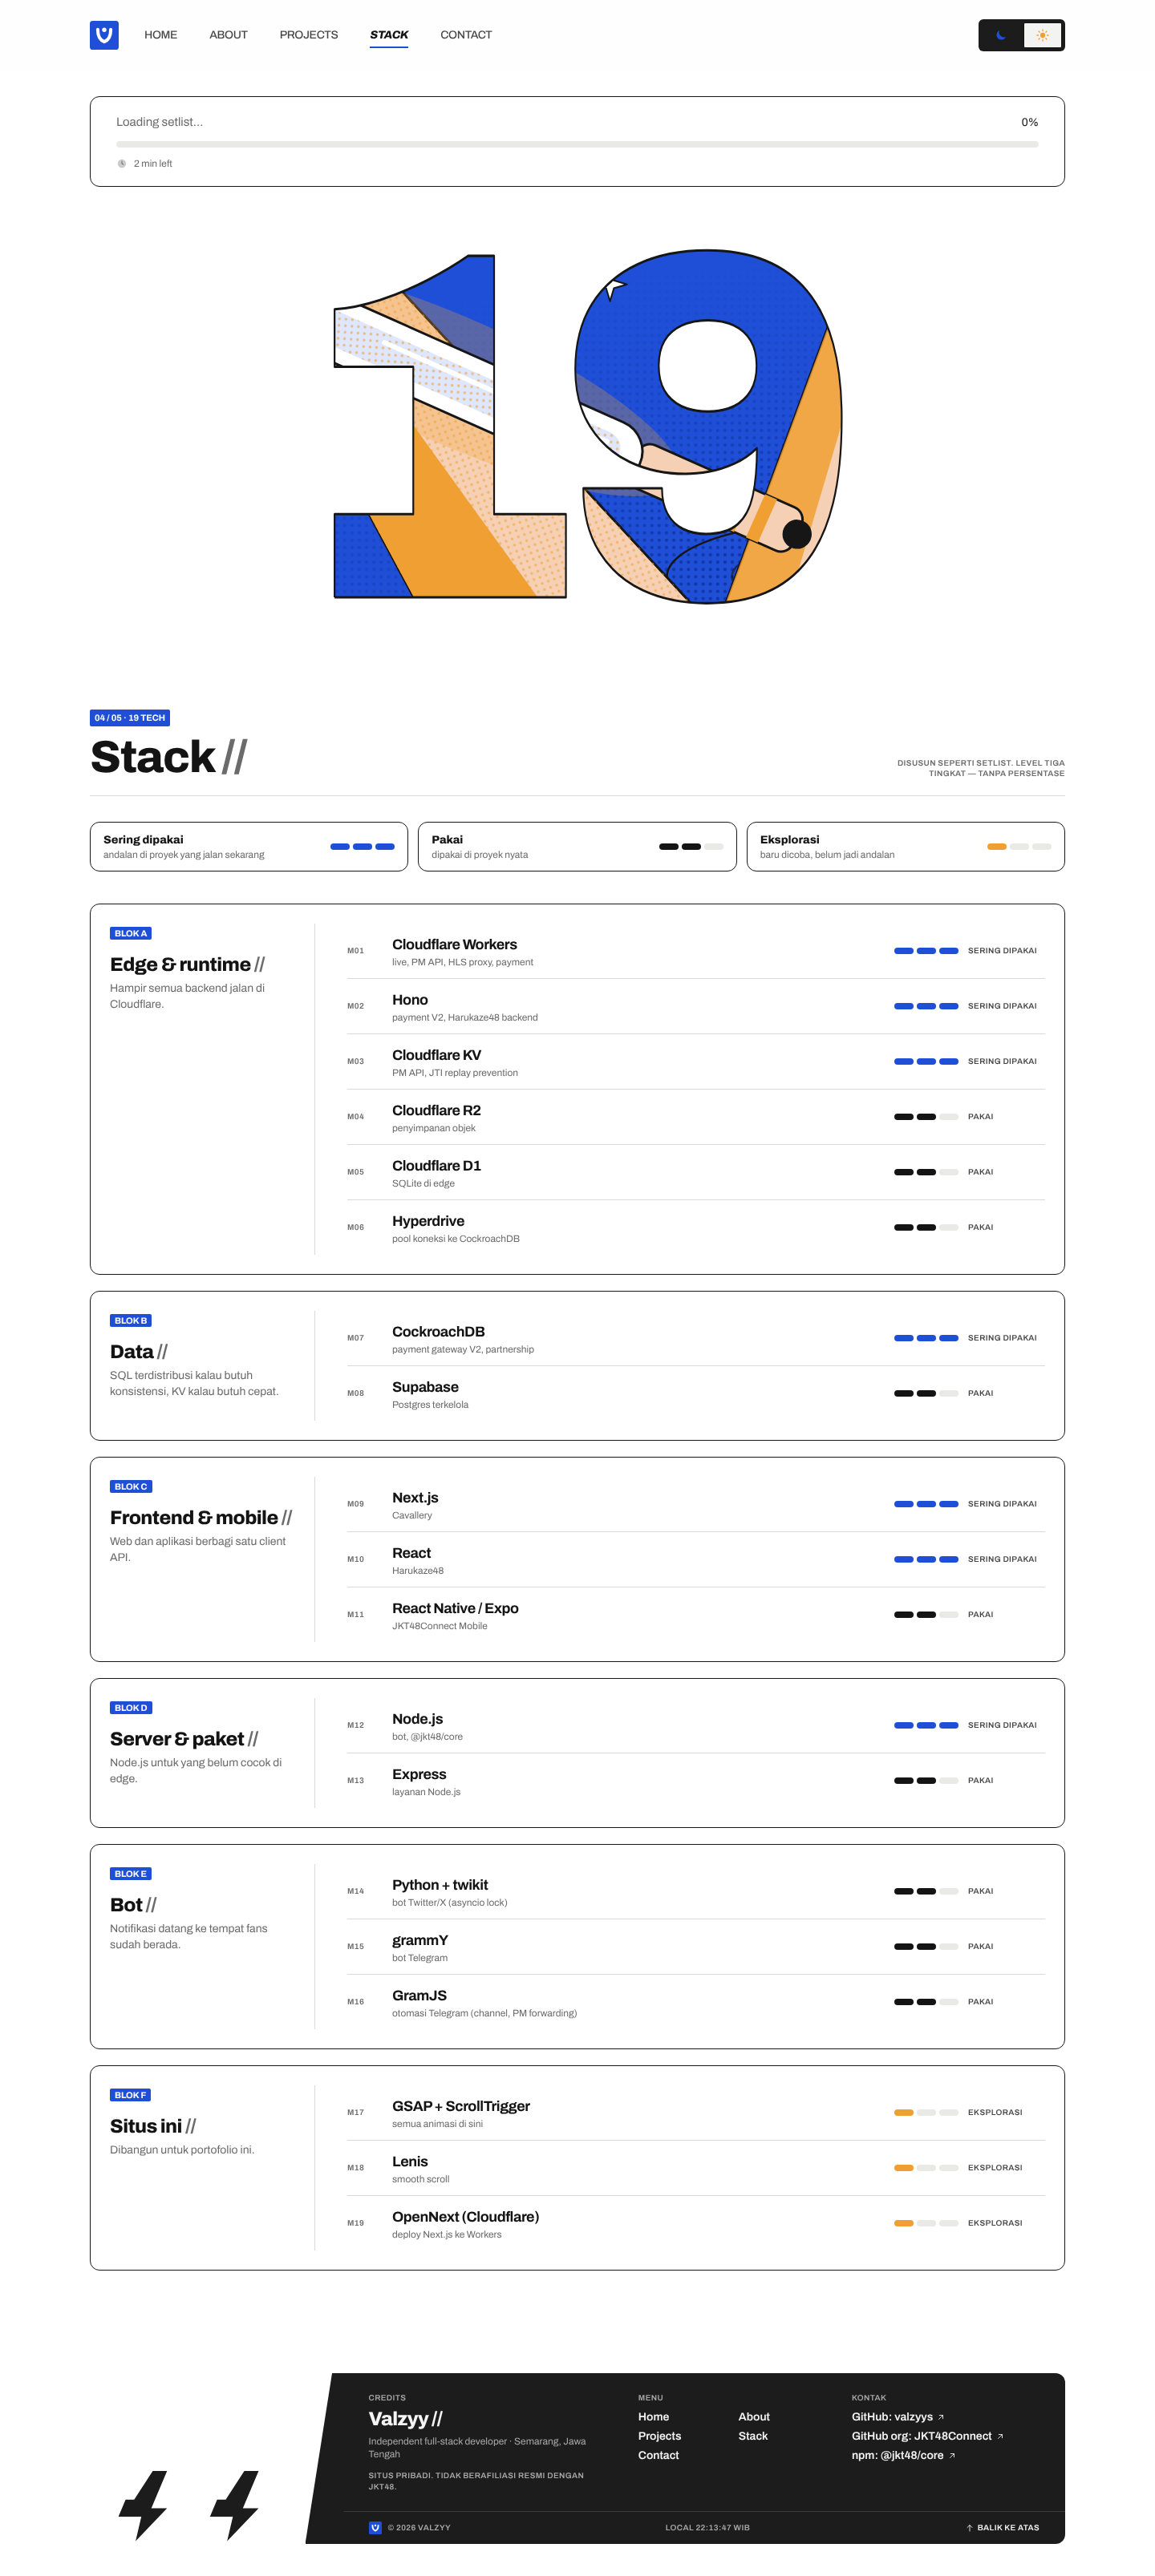 HOME
ABOUT
PROJECTS
STACK
CONTACT
Loading setlist...
0%
2 min left
19
04 / 05 · 19 TECH
Stack //
DISUSUN SEPERTI SETLIST. LEVEL TIGA
TINGKAT — TANPA PERSENTASE
Sering dipakai
andalan di proyek yang jalan sekarang
Pakai
dipakai di proyek nyata
Eksplorasi
baru dicoba, belum jadi andalan
BLOK A
Edge & runtime //
Hampir semua backend jalan di
Cloudflare.
M01
Cloudflare Workers
live, PM API, HLS proxy, payment
SERING DIPAKAI
M02
Hono
payment V2, Harukaze48 backend
SERING DIPAKAI
M03
Cloudflare KV
PM API, JTI replay prevention
SERING DIPAKAI
M04
Cloudflare R2
penyimpanan objek
PAKAI
M05
Cloudflare D1
SQLite di edge
PAKAI
M06
Hyperdrive
pool koneksi ke CockroachDB
PAKAI
BLOK B
Data //
SQL terdistribusi kalau butuh
konsistensi, KV kalau butuh cepat.
M07
CockroachDB
payment gateway V2, partnership
SERING DIPAKAI
M08
Supabase
Postgres terkelola
PAKAI
BLOK C
Frontend & mobile //
Web dan aplikasi berbagi satu client
API.
M09
Next.js
Cavallery
SERING DIPAKAI
M10
React
Harukaze48
SERING DIPAKAI
M11
React Native / Expo
JKT48Connect Mobile
PAKAI
BLOK D
Server & paket //
Node.js untuk yang belum cocok di
edge.
M12
Node.js
bot, @jkt48/core
SERING DIPAKAI
M13
Express
layanan Node.js
PAKAI
BLOK E
Bot //
Notifikasi datang ke tempat fans
sudah berada.
M14
Python + twikit
bot Twitter/X (asyncio lock)
PAKAI
M15
grammY
bot Telegram
PAKAI
M16
GramJS
otomasi Telegram (channel, PM forwarding)
PAKAI
BLOK F
Situs ini //
Dibangun untuk portofolio ini.
M17
GSAP + ScrollTrigger
semua animasi di sini
EKSPLORASI
M18
Lenis
smooth scroll
EKSPLORASI
M19
OpenNext (Cloudflare)
deploy Next.js ke Workers
EKSPLORASI
CREDITS
Valzyy //
Independent full-stack developer · Semarang, Jawa
Tengah
SITUS PRIBADI. TIDAK BERAFILIASI RESMI DENGAN
JKT48.
MENU
Home
About
Projects
Stack
Contact
KONTAK
GitHub: valzyys ↗
GitHub org: JKT48Connect ↗
npm: @jkt48/core ↗
© 2026 VALZYY
LOCAL 22:13:47 WIB
↑ BALIK KE ATAS